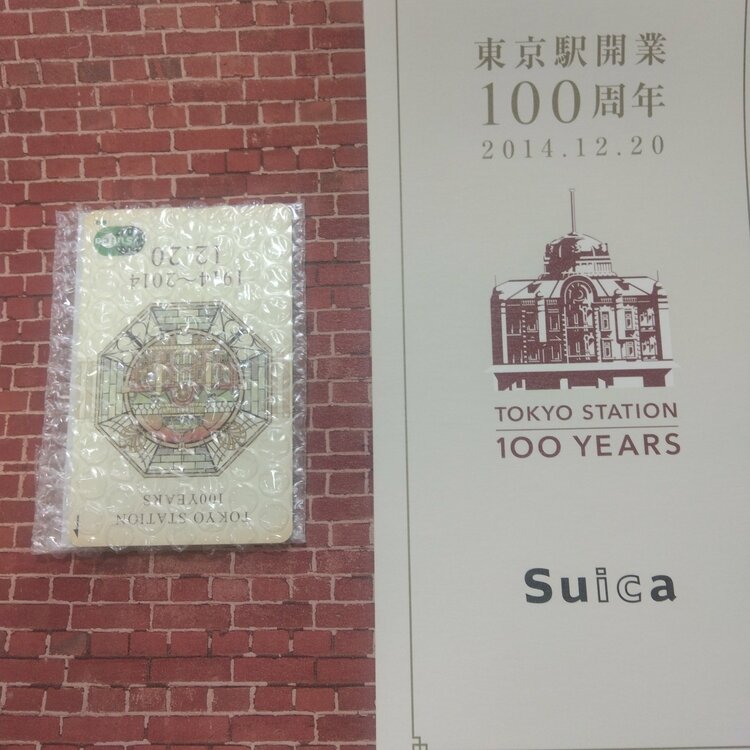 Suica
12.20
1914～2014
TOKYO STATION
100YEARS
東京駅開業
100周年
2014.12.20
TOKYO STATION
100 YEARS
Suica